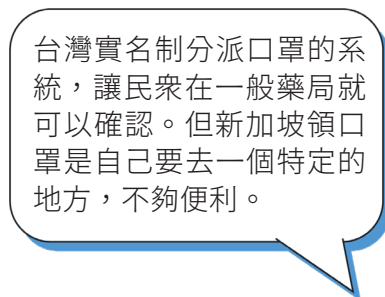 台灣實名制分派口罩的系
統，讓民衆在一般藥局就
可以確認。但新加坡領口
罩是自己要去一個特定的
地方，不夠便利。